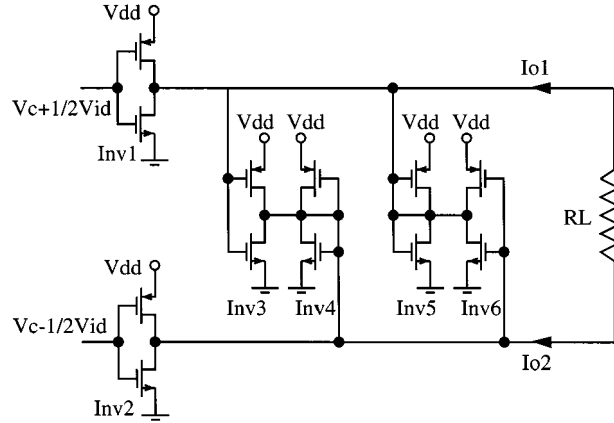 Vdd
Io1
Vc+1/2Vid
Vdd Vdd Vdd Vdd
Inv1
RL
Vdd
Inv3 Inv4 Inv5 Inv6
Vc-1/2Vid
Io2
Inv2